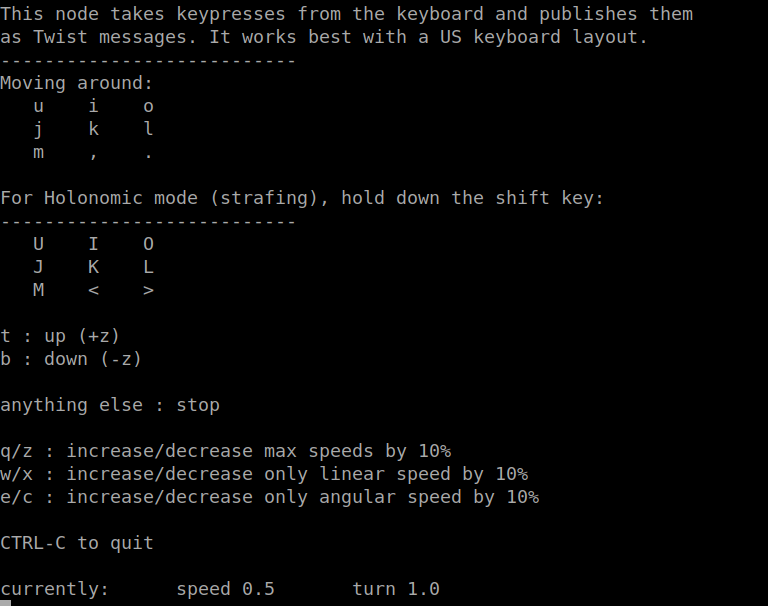 This node takes keypresses from the keyboard and publishes them
as Twist messages. It works best with a US keyboard layout.
---------------------------
Moving around:
   u    i    o
   j    k    l
   m    ,    .

For Holonomic mode (strafing), hold down the shift key:
---------------------------
   U    I    O
   J    K    L
   M    <    >

t : up (+z)
b : down (-z)

anything else : stop

q/z : increase/decrease max speeds by 10%
w/x : increase/decrease only linear speed by 10%
e/c : increase/decrease only angular speed by 10%

CTRL-C to quit

currently:      speed 0.5       turn 1.0